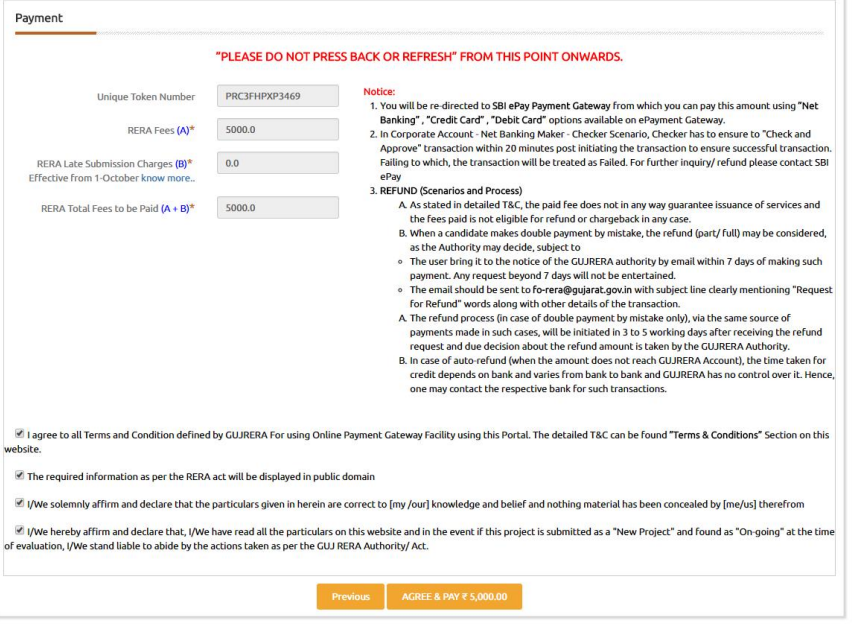 Payment
"PLEASE DO NOT PRESS BACK OR REFRESH" FROM THIS POINT ONWARDS.
Unique Token Number
PRC3FHPXP3469
RERA Fees (A)*
5000.0
RERA Late Submission Charges (B)*
Effective from 1-October know more..
0.0
RERA Total Fees to be Paid (A + B)*
5000.0
Notice:
1. You will be re-directed to SBI ePay Payment Gateway from which you can pay this amount using "Net
Banking" , "Credit Card" , "Debit Card" options available on ePayment Gateway.
2. In Corporate Account - Net Banking Maker - Checker Scenario, Checker has to ensure to "Check and
Approve" transaction within 20 minutes post initiating the transaction to ensure successful transaction.
Failing to which, the transaction will be treated as Failed. For further inquiry/ refund please contact SBI
ePay
3. REFUND (Scenarios and Process)
A. As stated in detailed T&C, the paid fee does not in any way guarantee issuance of services and
the fees paid is not eligible for refund or chargeback in any case.
B. When a candidate makes double payment by mistake, the refund (part/ full) may be considered,
as the Authority may decide, subject to
○ The user bring it to the notice of the GUJRERA authority by email within 7 days of making such
payment. Any request beyond 7 days will not be entertained.
○ The email should be sent to fo-rera@gujarat.gov.in with subject line clearly mentioning "Request
for Refund" words along with other details of the transaction.
A. The refund process (in case of double payment by mistake only), via the same source of
payments made in such cases, will be initiated in 3 to 5 working days after receiving the refund
request and due decision about the refund amount is taken by the GUJRERA Authority.
B. In case of auto-refund (when the amount does not reach GUJRERA Account), the time taken for
credit depends on bank and varies from bank to bank and GUJRERA has no control over it. Hence,
one may contact the respective bank for such transactions.
I agree to all Terms and Condition defined by GUJRERA For using Online Payment Gateway Facility using this Portal. The detailed T&C can be found "Terms & Conditions" Section on this
website.
The required information as per the RERA act will be displayed in public domain
I/We solemnly affirm and declare that the particulars given in herein are correct to [my /our] knowledge and belief and nothing material has been concealed by [me/us] therefrom
I/We hereby affirm and declare that, I/We have read all the particulars on this website and in the event if this project is submitted as a "New Project" and found as "On-going" at the time
of evaluation, I/We stand liable to abide by the actions taken as per the GUJ RERA Authority/ Act.
Previous
AGREE & PAY ₹ 5,000.00